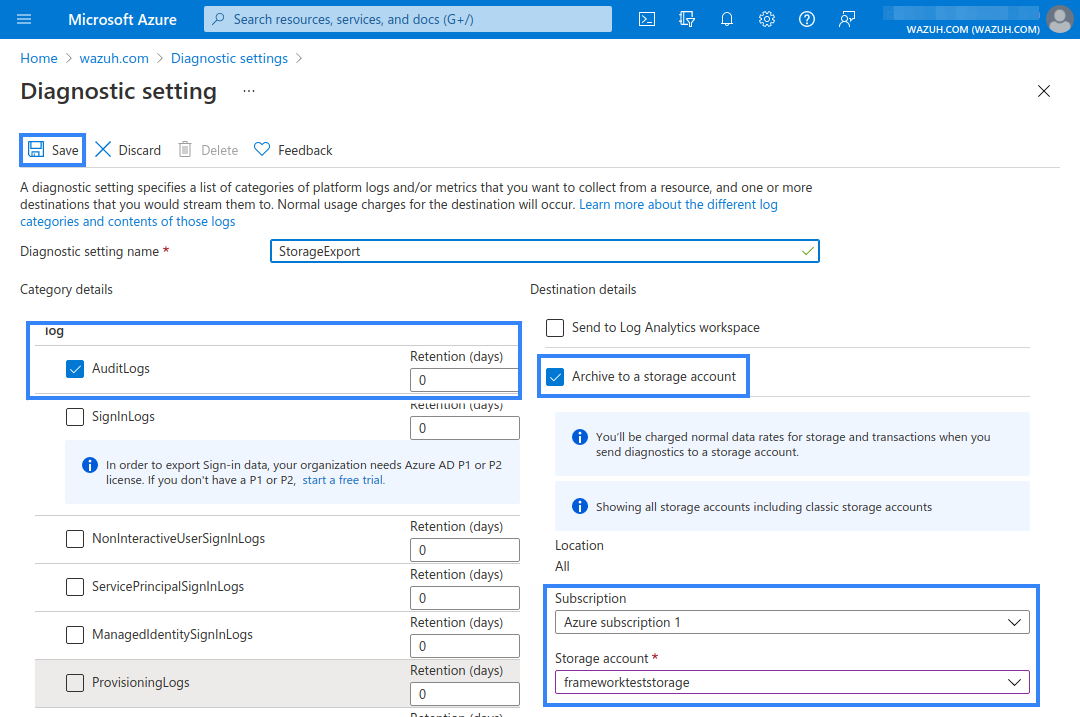 Microsoft Azure
Search resources, services, and docs (G+/)
WAZUH.COM (WAZUH.COM)
Home > wazuh.com > Diagnostic settings >
Diagnostic setting ...
Save Discard Delete Feedback
A diagnostic setting specifies a list of categories of platform logs and/or metrics that you want to collect from a resource, and one or more
destinations that you would stream them to. Normal usage charges for the destination will occur. Learn more about the different log
categories and contents of those logs
Diagnostic setting name *
StorageExport
Category details
log
AuditLogs
Retention (days)
0
SignInLogs
Retention (days)
0
In order to export Sign-in data, your organization needs Azure AD P1 or P2
license. If you don't have a P1 or P2, start a free trial.
NonInteractiveUserSignInLogs
Retention (days)
0
ServicePrincipalSignInLogs
Retention (days)
0
ManagedIdentitySignInLogs
Retention (days)
0
ProvisioningLogs
Retention (days)
0
Retention (days)
Destination details
Send to Log Analytics workspace
Archive to a storage account
You'll be charged normal data rates for storage and transactions when you
send diagnostics to a storage account.
Showing all storage accounts including classic storage accounts
Location
All
Subscription
Azure subscription 1
Storage account *
frameworkteststorage